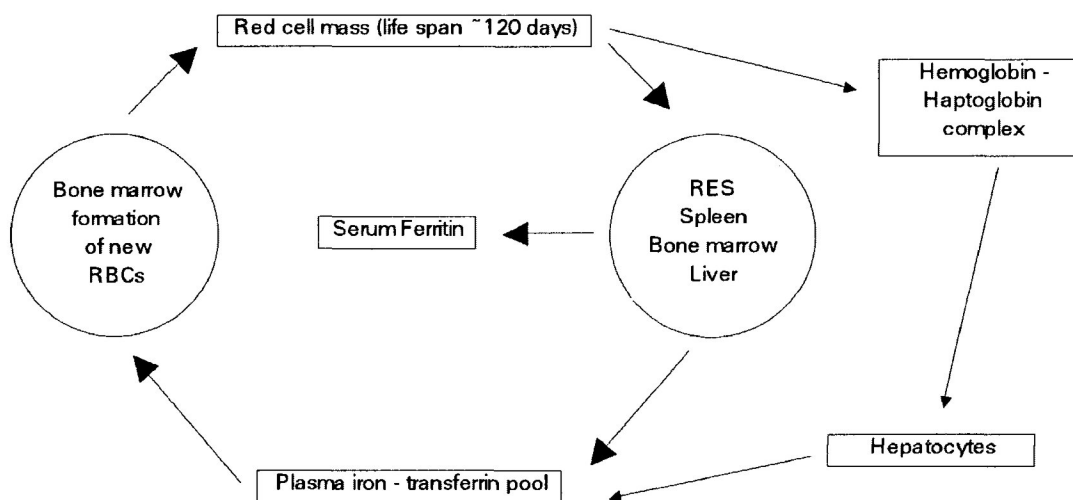 Red cell mass (life span ~120 days)
Hemoglobin -
Haptoglobin
complex
Bone marrow
formation
of new
RBCs
Serum Ferritin
RES
Spleen
Bone marrow
Liver
Hepatocytes
Plasma iron - transferrin pool